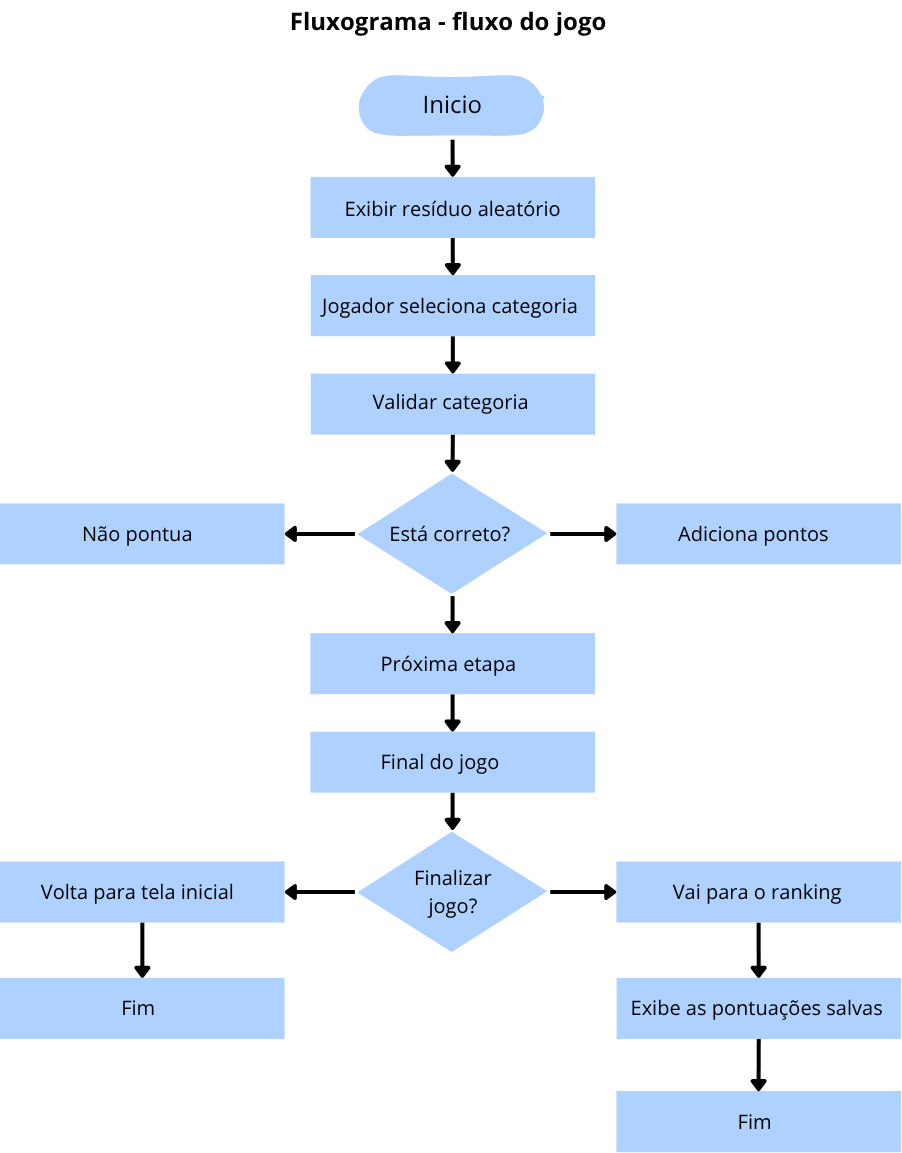 Fluxograma - fluxo do jogo
Inicio
Exibir resíduo aleatório
Jogador seleciona categoria
Validar categoria
Não pontua
Está correto?
Adiciona pontos
Próxima etapa
Final do jogo
Volta para tela inicial
Finalizar
jogo?
Vai para o ranking
Fim
Exibe as pontuações salvas
Fim